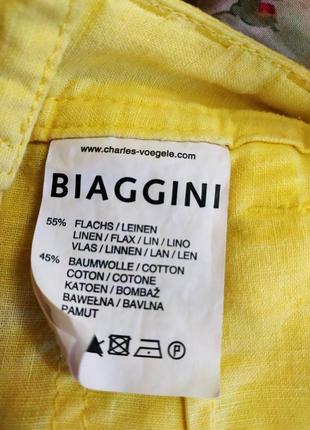 www.charles-voegele.com
BIAGGINI
55% FLACHS / LEINEN
LINEN / FLAX / LIN / LINO
VLAS / LINNEN / LAN / LEN
45% BAUMWOLLE / COTTON
COTON / COTONE
KATOEN / BOMBAŽ
BAWEŁNA / BAVLNA
PAMUT
P